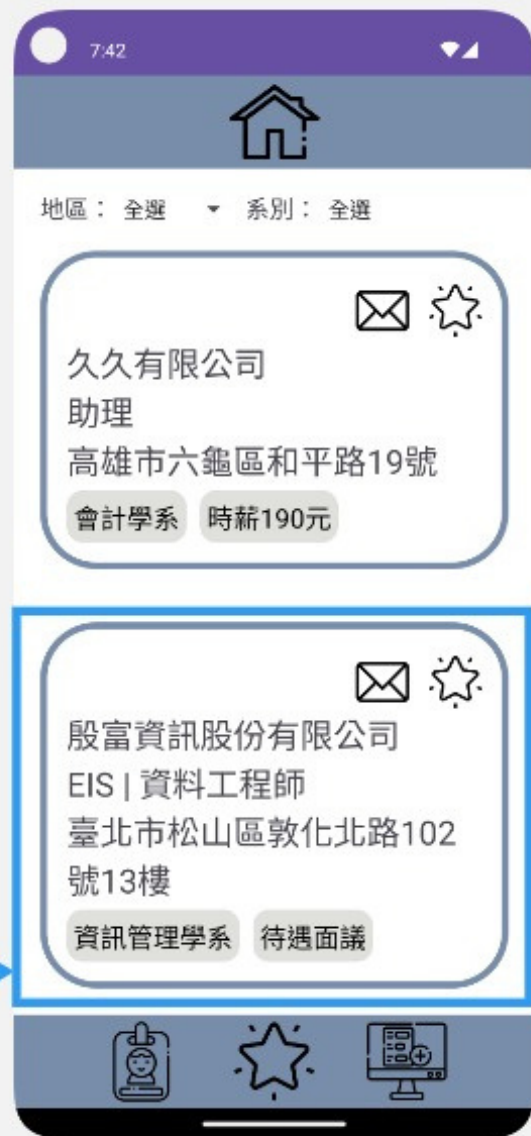 7:42
地區： 全選 系別： 全選
久久有限公司
助理
高雄市六龜區和平路19號
會計學系 時薪190元
殷富資訊股份有限公司
EIS | 資料工程師
臺北市松山區敦化北路102
號13樓
資訊管理學系 待遇面議